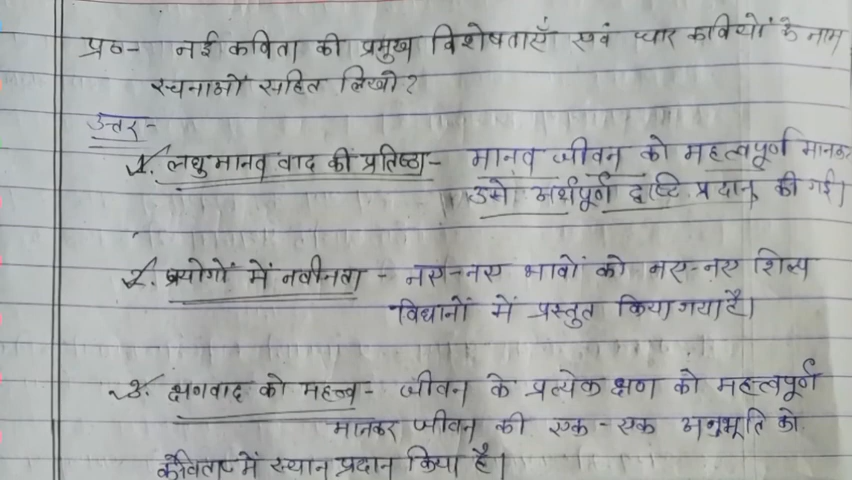 प्र०- नई कविता की प्रमुख विशेषताएँ एवं चार कवियों के नाम
रचनाओं सहित लिखो?
उत्तर -
1. लघु मानव वाद की प्रतिष्ठा- मानव जीवन को महत्वपूर्ण मानकर
उसे अर्थपूर्ण दृष्टि प्रदान की गई।
2. प्रयोगों में नवीनता - नए-नए भावों को नए-नए शिल्प
विधानों में प्रस्तुत किया गया है।
3. क्षणवाद को महत्त्व- जीवन के प्रत्येक क्षण को महत्वपूर्ण
मानकर जीवन की एक-एक अनुभूति को
कविता में स्थान प्रदान किया है।